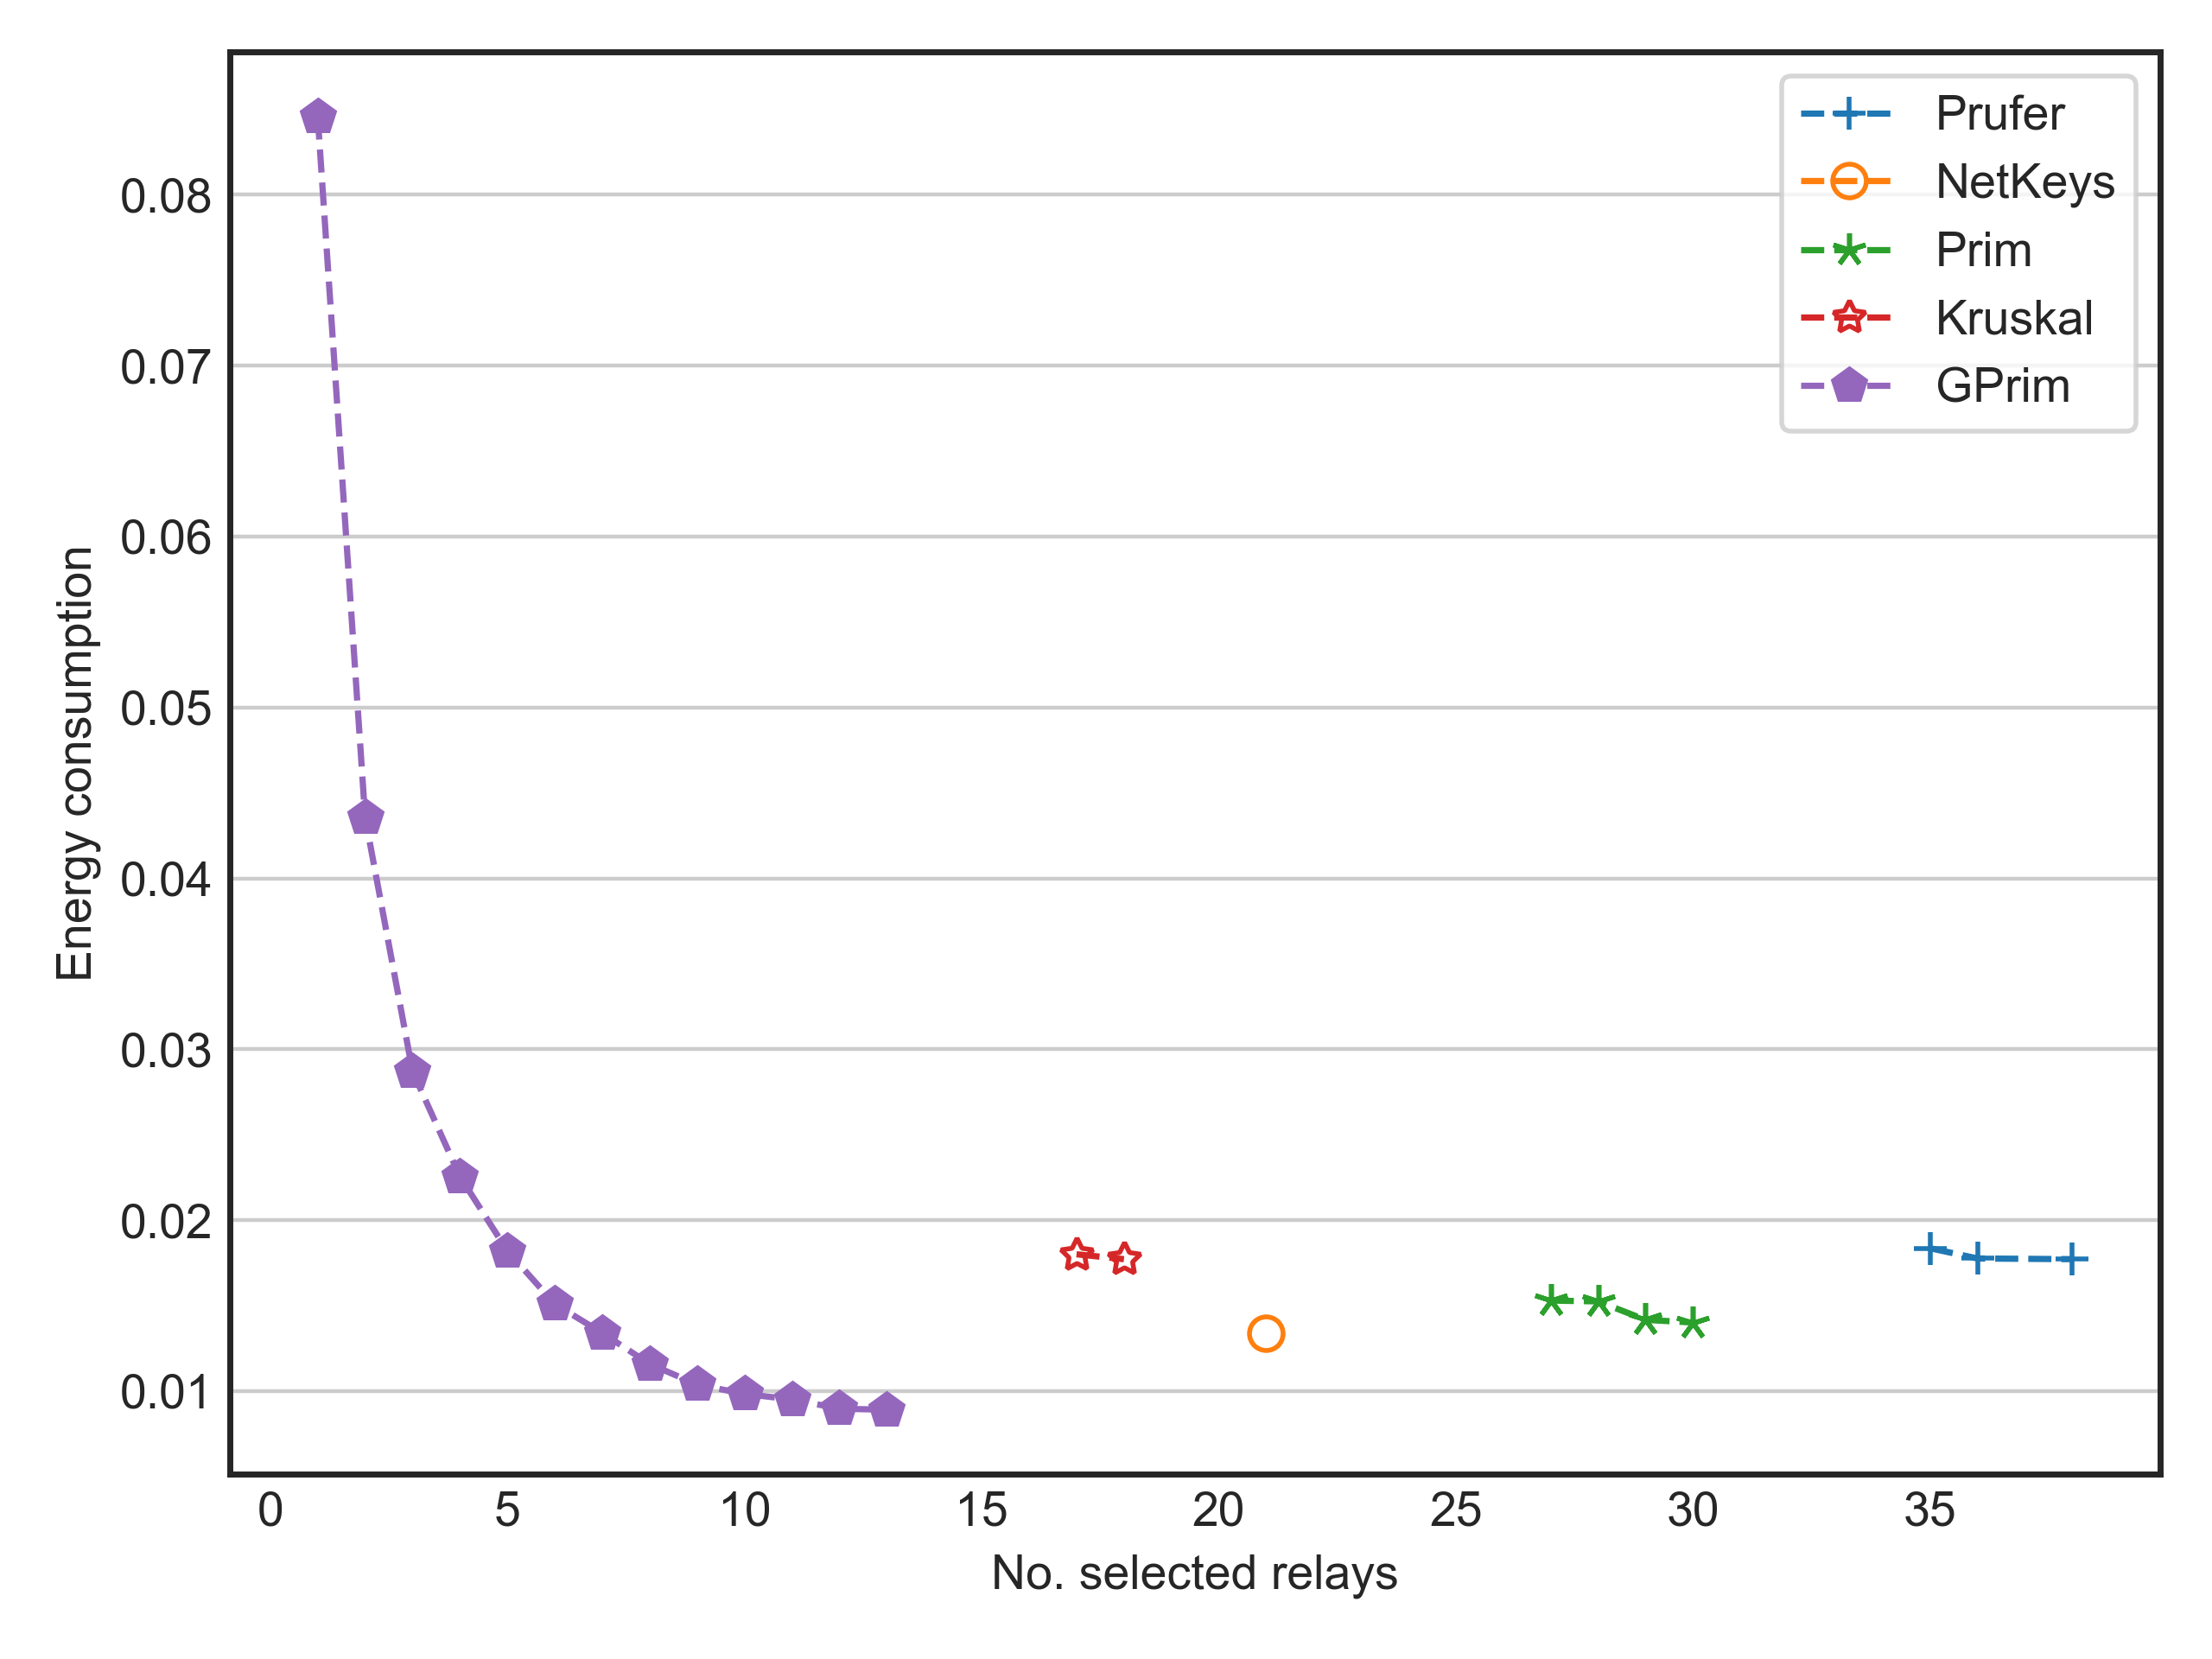 Prufer
NetKeys
Prim
Kruskal
GPrim
Energy consumption
0.08
0.07
0.06
0.05
0.04
0.03
0.02
0.01
0 5 10 15 20 25 30 35
No. selected relays